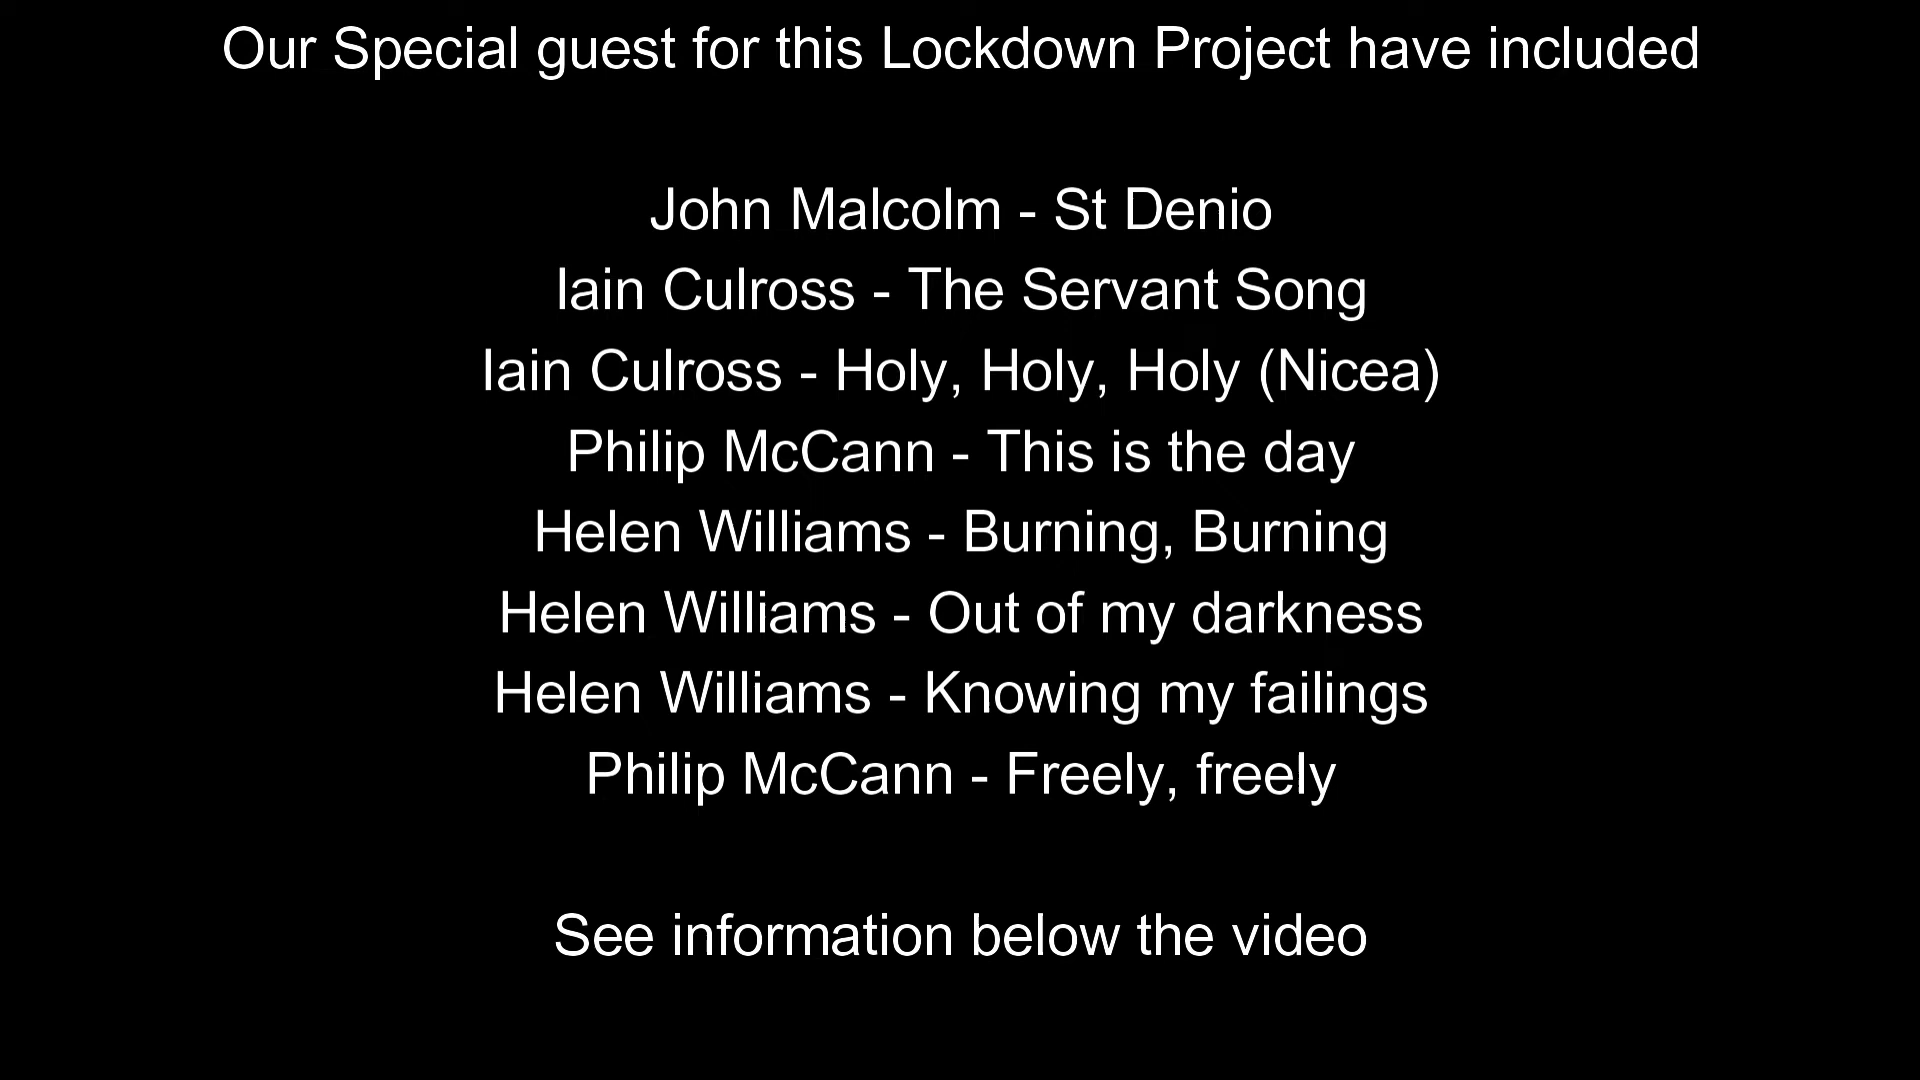 Our Special guest for this Lockdown Project have included
John Malcolm - St Denio
Iain Culross - The Servant Song
Iain Culross - Holy, Holy, Holy (Nicea)
Philip McCann - This is the day
Helen Williams - Burning, Burning
Helen Williams - Out of my darkness
Helen Williams - Knowing my failings
Philip McCann - Freely, freely
See information below the video